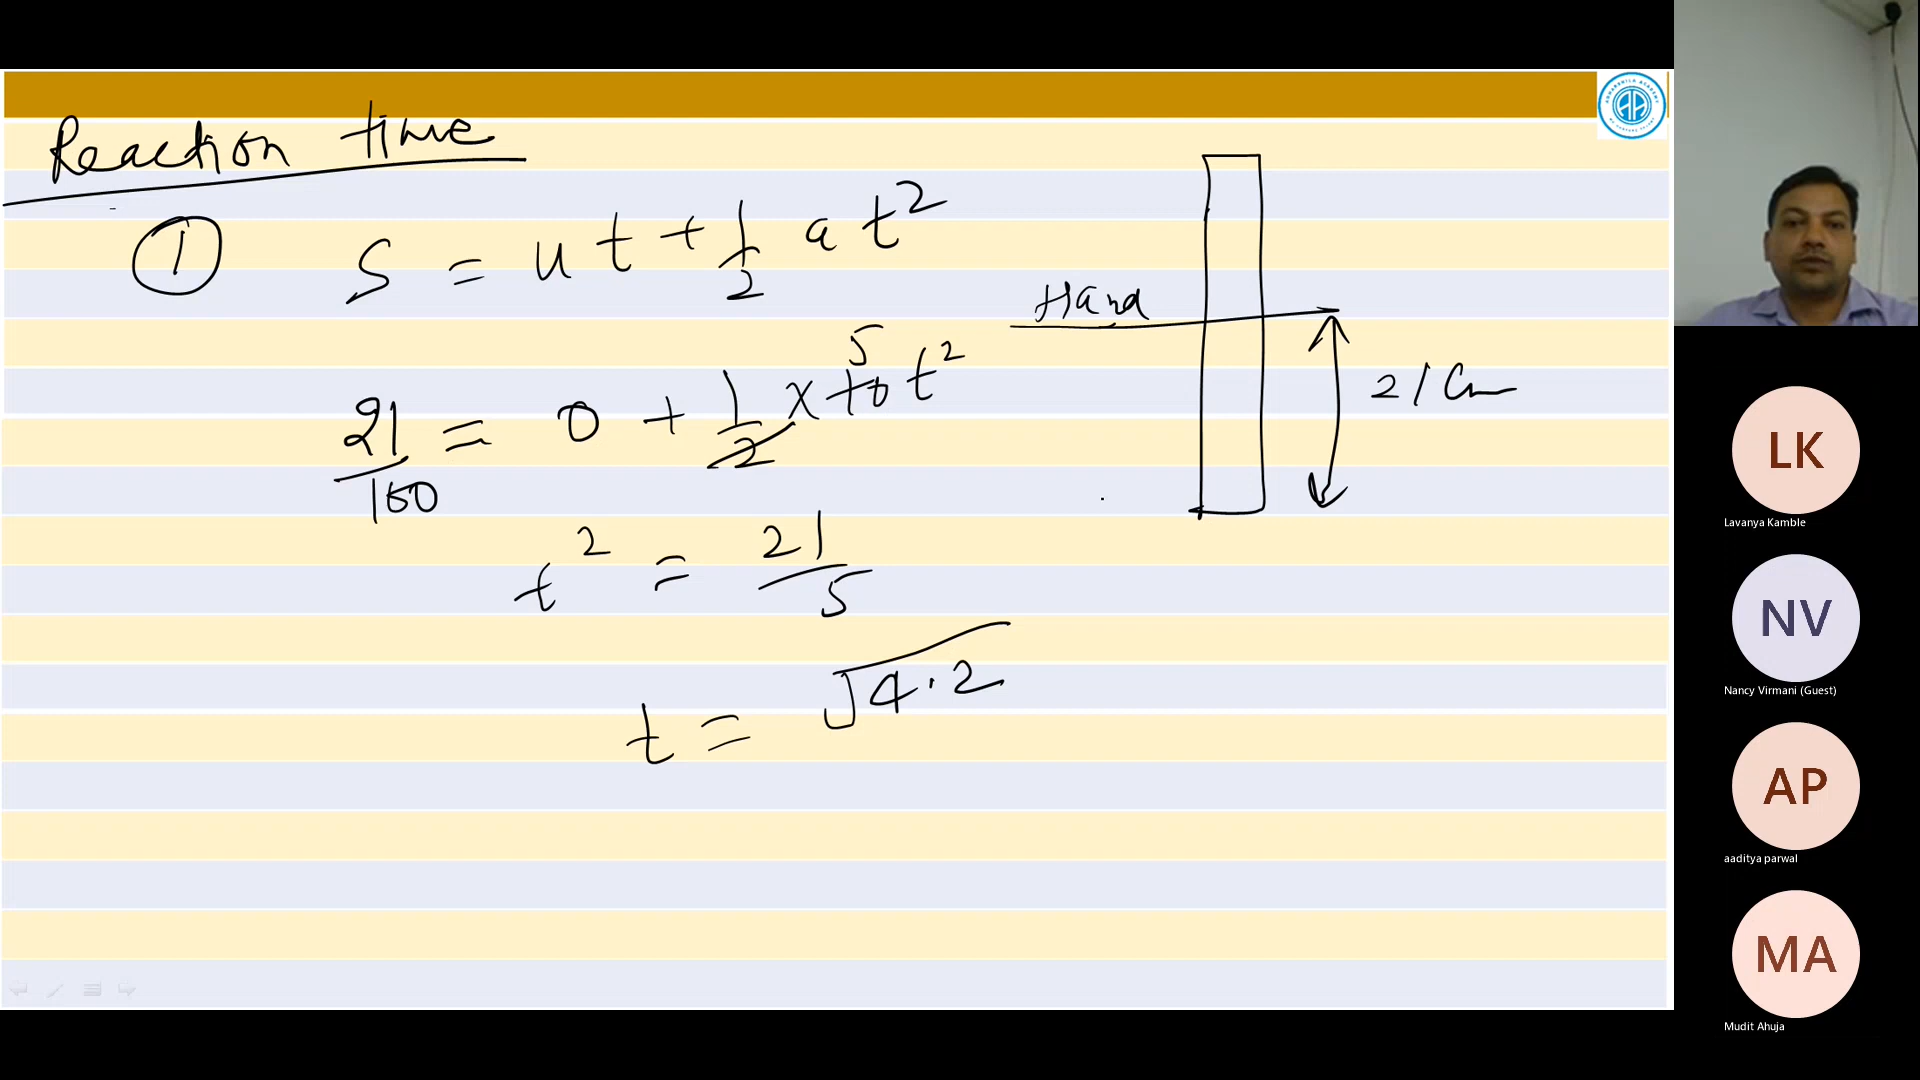 Reaction time
① S = ut + 1/2 at²
Hand
21/100 = 0 + 1/2 x 10 5 t²
21 cm
t² = 21/5
t = √4.2
LK
Lavanya Kamble
NV
Nancy Virmani (Guest)
AP
aaditya parwal
MA
Mudit Ahuja